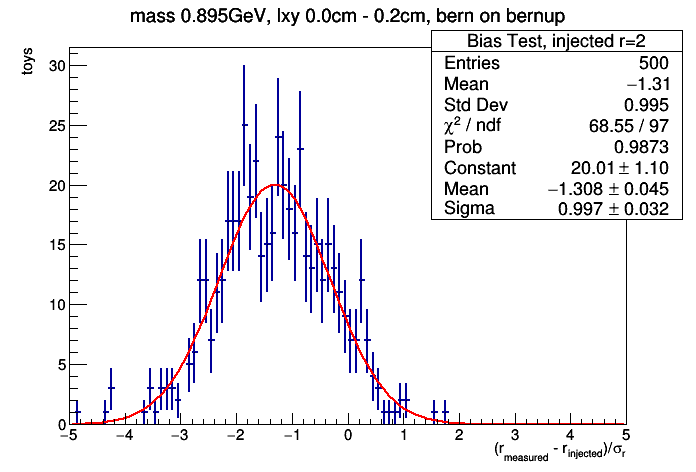 mass 0.895GeV, lxy 0.0cm - 0.2cm, bern on bernup
Bias Test, injected r=2
Entries 500
Mean −1.31
Std Dev 0.995
χ² / ndf 68.55 / 97
Prob 0.9873
Constant 20.01 ± 1.10
Mean −1.308 ± 0.045
Sigma 0.997 ± 0.032
toys
30
25
20
15
10
5
0
−5 −4 −3 −2 −1 0 1 2 3 4 5
(r_measured - r_injected)/σ_r